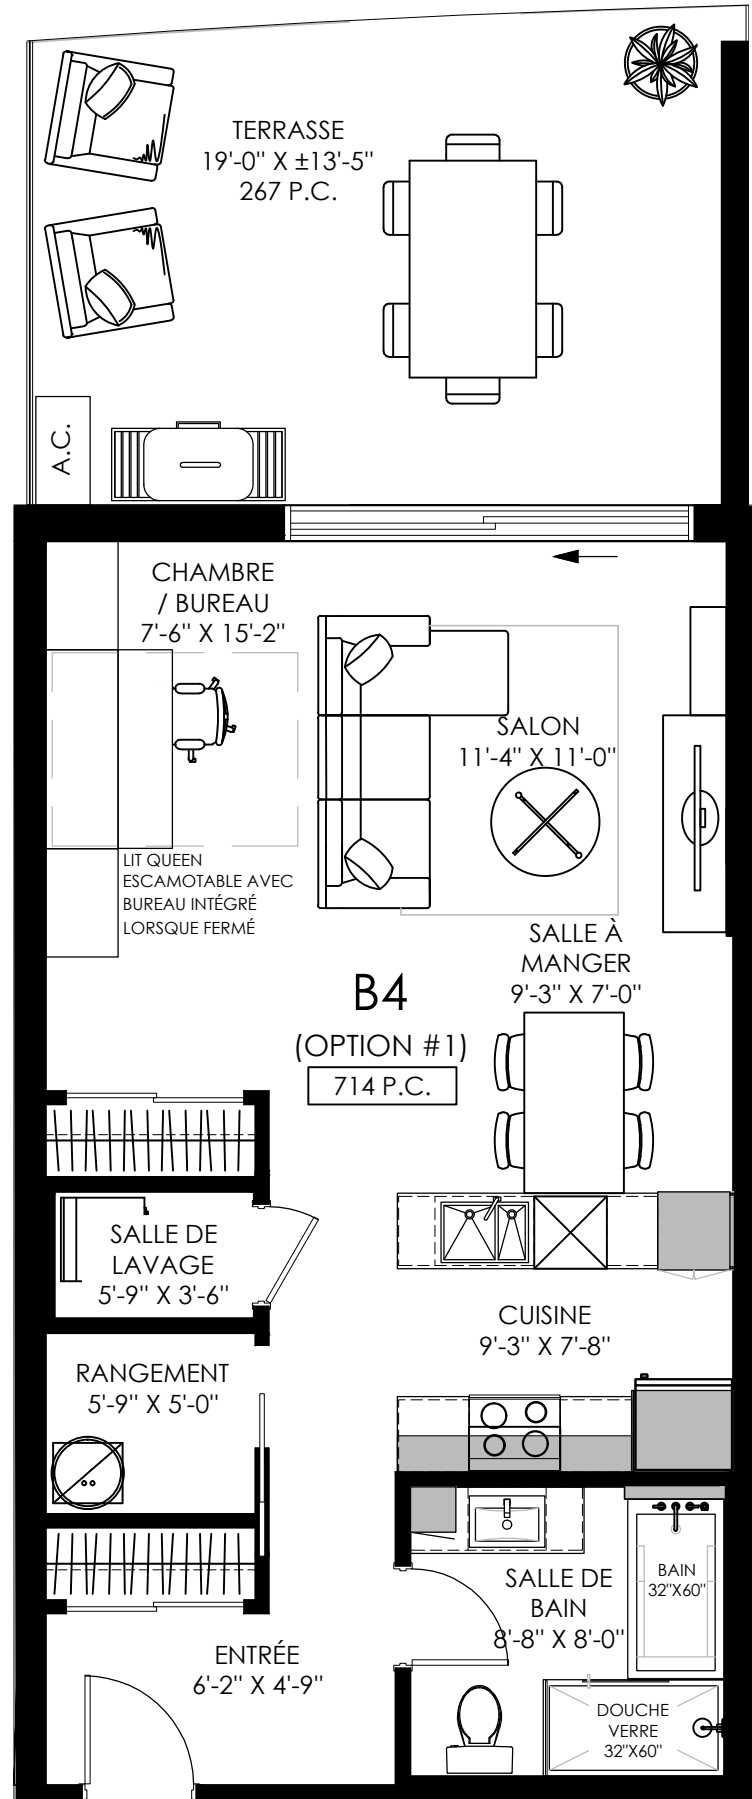 TERRASSE
19'-0" X ±13'-5"
267 P.C.
A.C.
CHAMBRE
/ BUREAU
7'-6" X 15'-2"
SALON
11'-4" X 11'-0"
LIT QUEEN
ESCAMOTABLE AVEC
BUREAU INTÉGRÉ
LORSQUE FERMÉ
SALLE À
MANGER
9'-3" X 7'-0"
B4
(OPTION #1)
714 P.C.
SALLE DE
LAVAGE
5'-9" X 3'-6"
CUISINE
9'-3" X 7'-8"
RANGEMENT
5'-9" X 5'-0"
SALLE DE
BAIN
8'-8" X 8'-0"
BAIN
32"X60"
ENTRÉE
6'-2" X 4'-9"
DOUCHE
VERRE
32"X60"